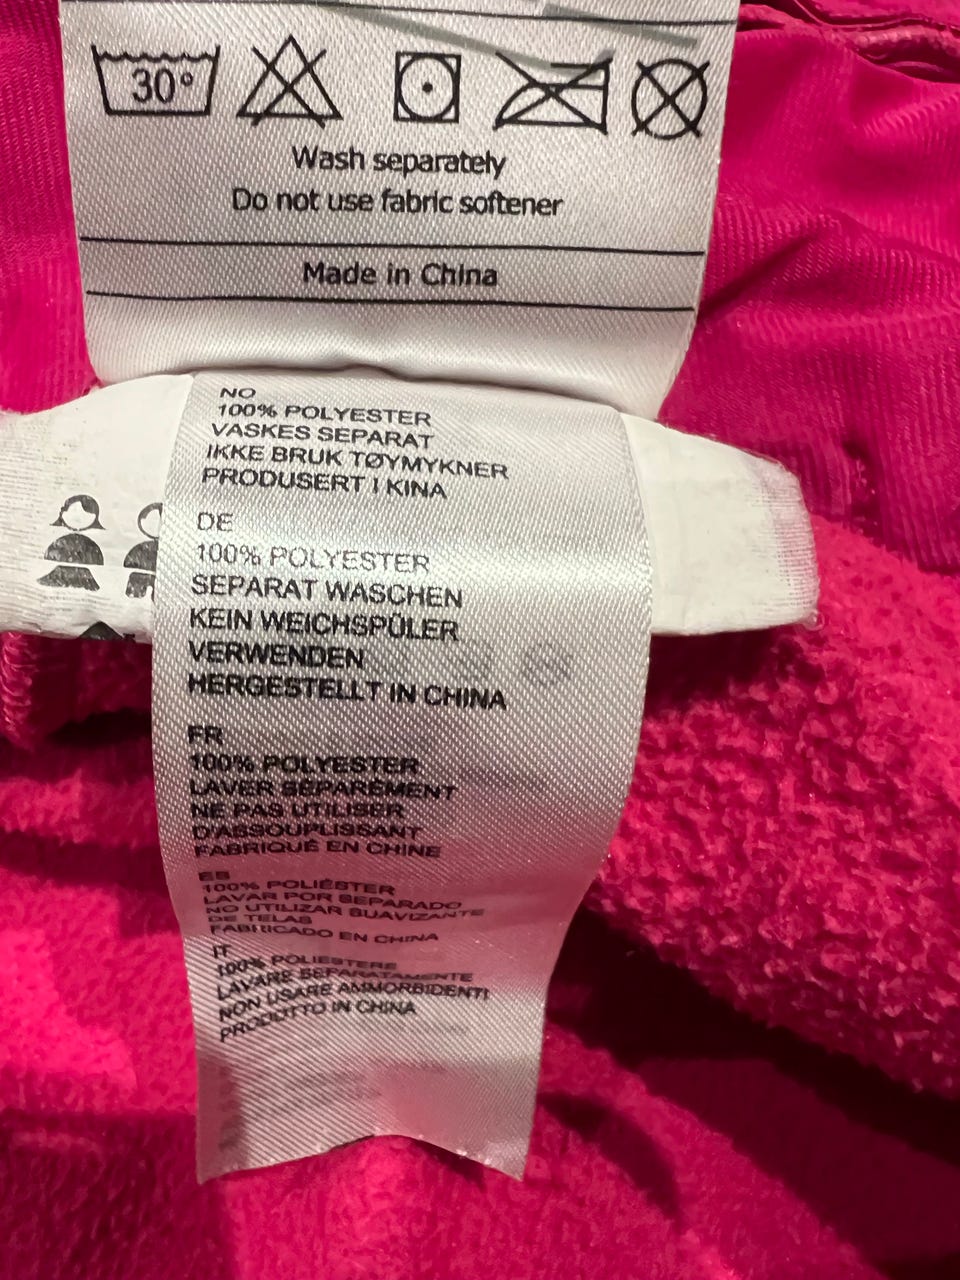 30°
Wash separately
Do not use fabric softener
Made in China
NO
100% POLYESTER
VASKES SEPARAT
IKKE BRUK TØYMYKNER
PRODUSERT I KINA
DE
100% POLYESTER
SEPARAT WASCHEN
KEIN WEICHSPÜLER
VERWENDEN
HERGESTELLT IN CHINA
FR
100% POLYESTER
LAVER SÉPARÉMENT
NE PAS UTILISER
D'ASSOUPLISSANT
FABRIQUÉ EN CHINE
ES
100% POLIÉSTER
LAVAR POR SEPARADO
NO UTILIZAR SUAVIZANTE
DE TELAS
FABRICADO EN CHINA
IT
100% POLIESTERE
LAVARE SEPARATAMENTE
NON USARE AMMORBIDENTI
PRODOTTO IN CHINA